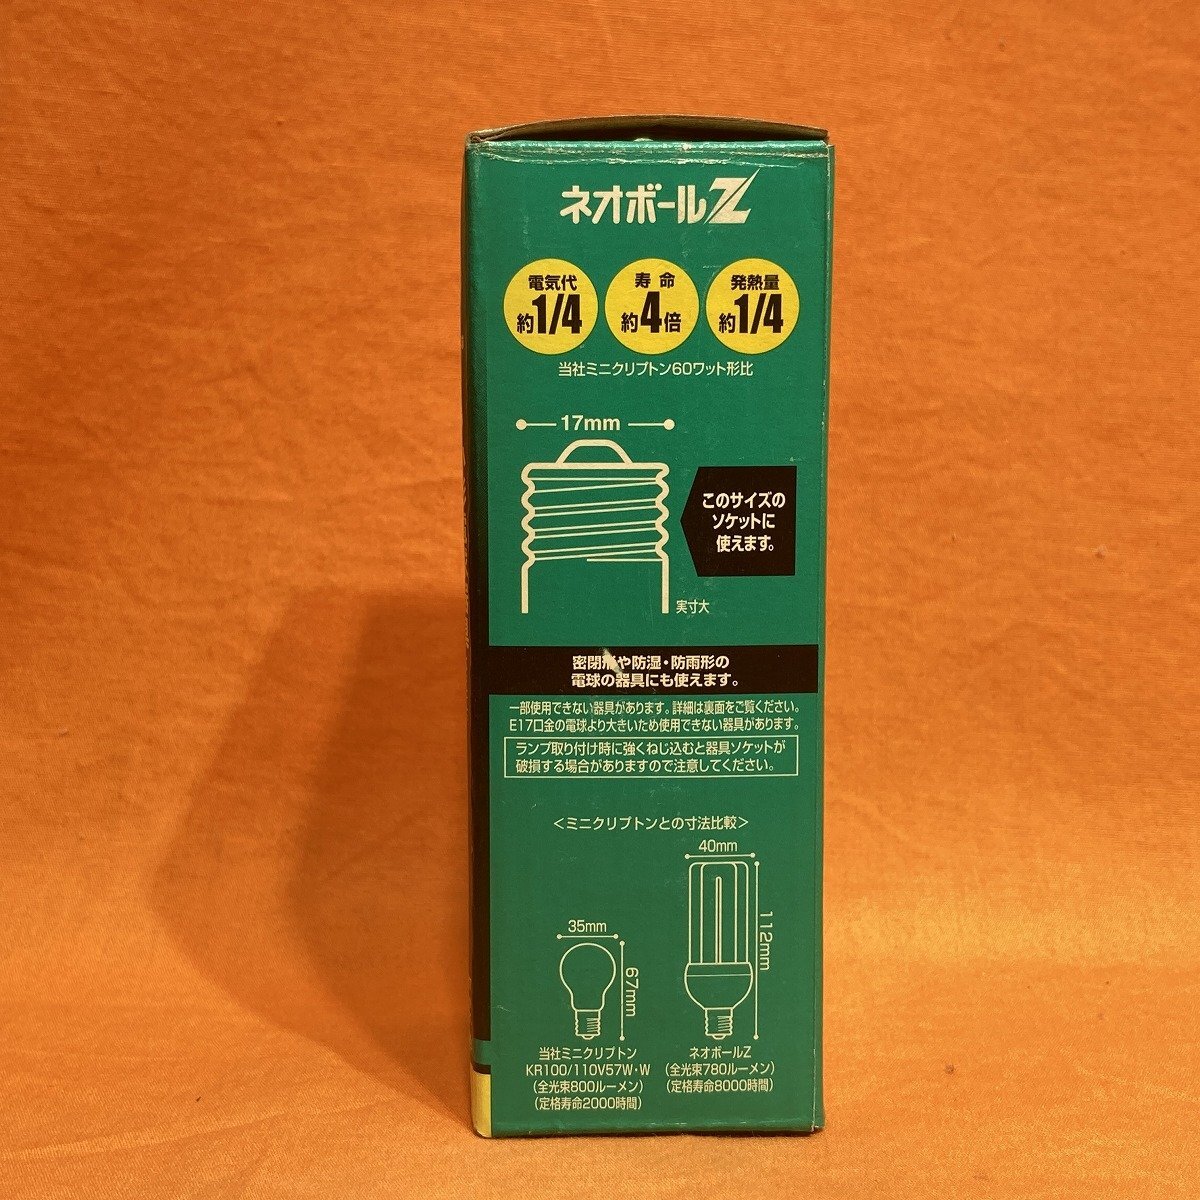 ネオボールZ
電気代
約1/4
寿命
約4倍
発熱量
約1/4
当社ミニクリプトン60ワット形比
17mm
このサイズの
ソケットに
使えます。
実寸大
密閉形や防湿・防雨形の
電球の器具にも使えます。
一部使用できない器具があります。詳細は裏面をご覧ください。
E17口金の電球より大きいため使用できない器具があります。
ランプ取り付け時に強くねじ込むと器具ソケットが
破損する場合がありますので注意してください。
<ミニクリプトンとの寸法比較>
35mm
67mm
当社ミニクリプトン
KR100/110V57W・W
(全光束800ルーメン)
(定格寿命2000時間)
40mm
112mm
ネオボールZ
(全光束780ルーメン)
(定格寿命8000時間)